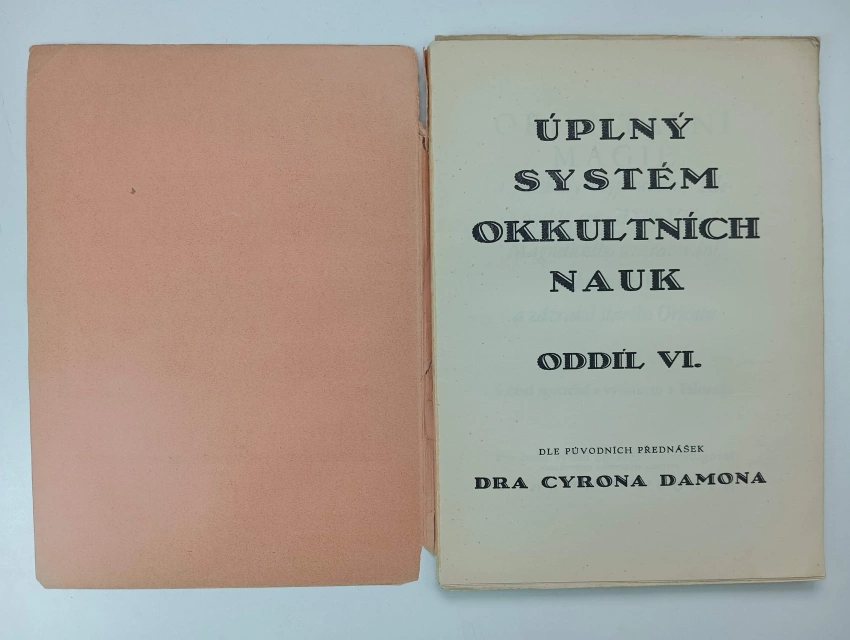 ÚPLNÝ
SYSTÉM
OKKULTNÍCH
NAUK
ODDÍL VI.
DLE PŮVODNÍCH PŘEDNÁŠEK
DRA CYRONA DAMONA